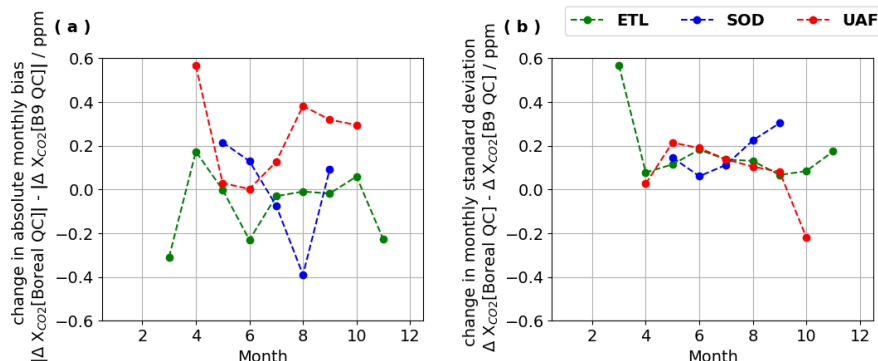 ( a )
( b )
ETL
SOD
UAF
change in absolute monthly bias
|Δ X_CO2[Boreal QC]| - |Δ X_CO2[B9 QC]| / ppm
0.6
0.4
0.2
0.0
−0.2
−0.4
−0.6
2 4 6 8 10 12
Month
change in monthly standard deviation
Δ X_CO2[Boreal QC] - Δ X_CO2[B9 QC] / ppm
0.6
0.4
0.2
0.0
−0.2
−0.4
−0.6
2 4 6 8 10 12
Month